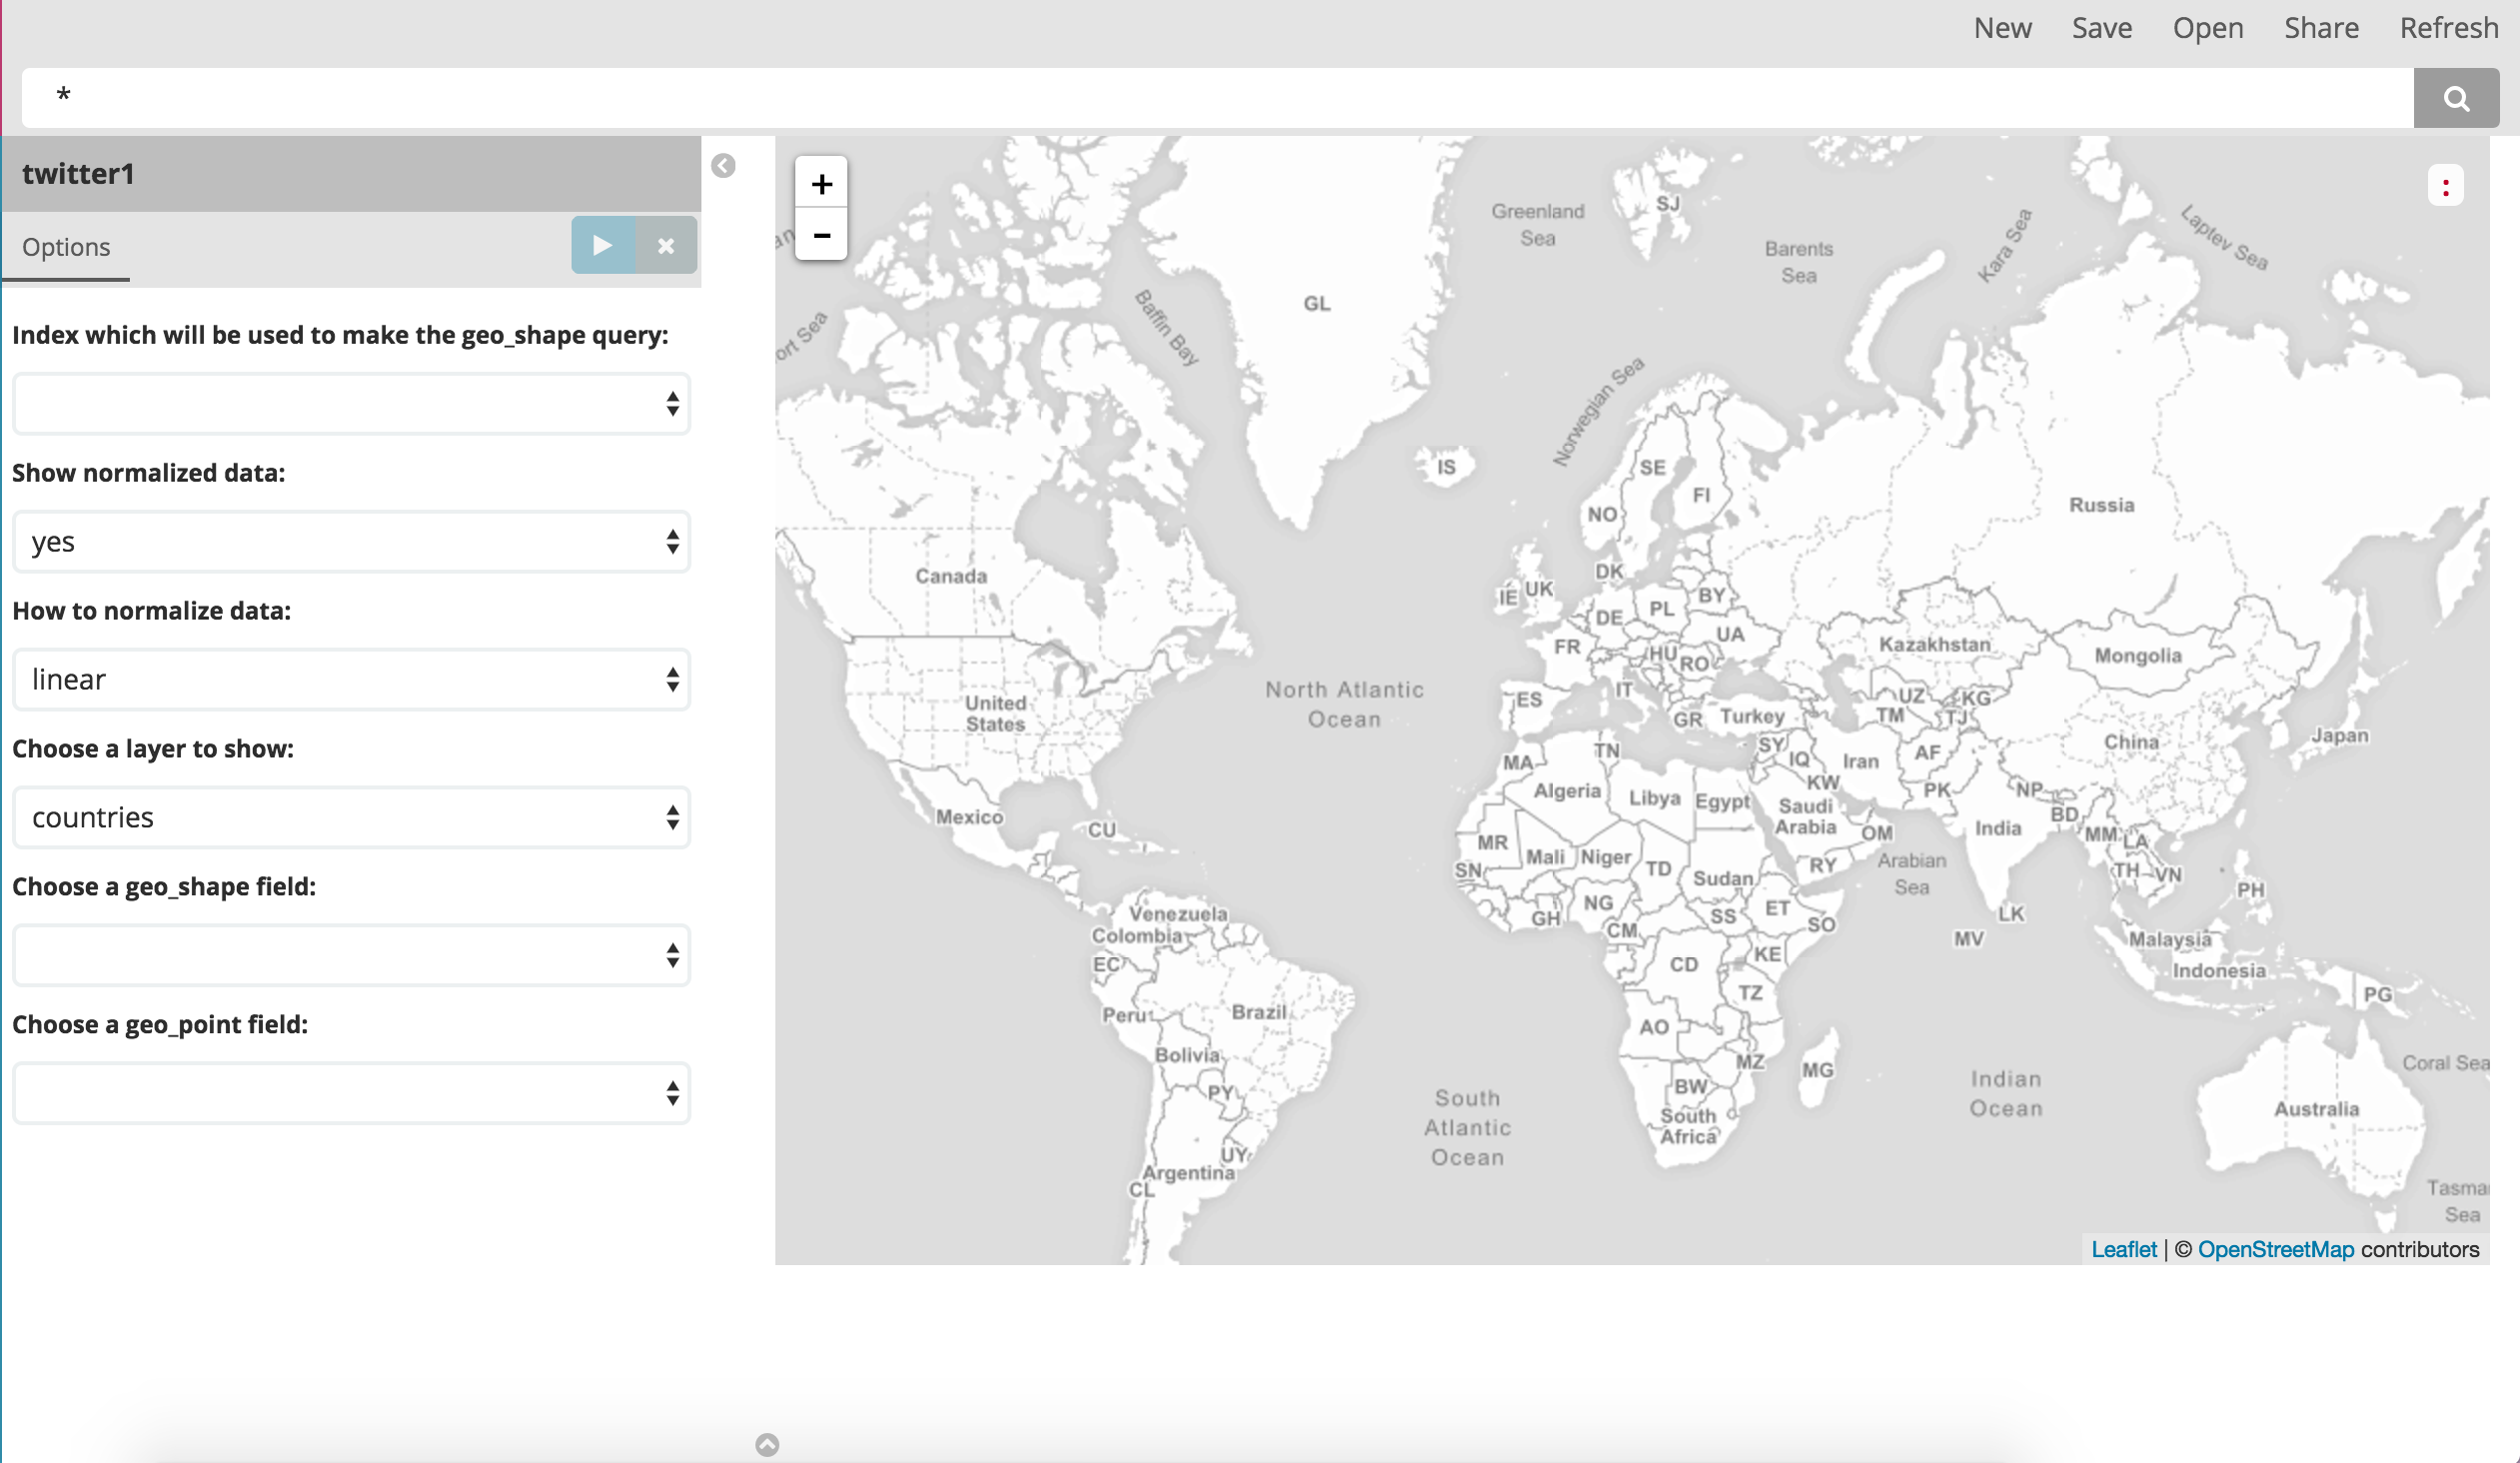 New Save Open Share Refresh
*
twitter1
Options
Index which will be used to make the geo_shape query:
Show normalized data:
yes
How to normalize data:
linear
Choose a layer to show:
countries
Choose a geo_shape field:
Choose a geo_point field:
+
−
:
Greenland
Sea
SJ
Barents
Sea
Kara Sea
Laptev Sea
ort Sea
Baffin Bay
GL
Norwegian Sea
IS
SE
FI
NO
Russia
Canada
DK
IE
UK
BY
PL
DE
UA
FR
HU
RO
Kazakhstan
Mongolia
North Atlantic
Ocean
United
States
ES
IT
GR
Turkey
UZ
KG
TM
TJ
China
Japan
TN
MA
SY
IQ
Iran
AF
KW
PK
NP
Algeria
Libya
Egypt
Saudi
Arabia
Mexico
CU
MR
Mali
Niger
TD
OM
India
BD
MM
LA
SN
Sudan
RY
Arabian
Sea
TH
VN
PH
Venezuela
Colombia
GH
NG
CM
SS
ET
SO
LK
MV
Malaysia
Indonesia
EC
CD
KE
TZ
PG
Peru
Brazil
AO
Bolivia
MZ
MG
Coral Sea
PY
BW
South
Africa
South
Atlantic
Ocean
Indian
Ocean
Australia
UY
Argentina
CL
Tasma
Sea
Leaflet | © OpenStreetMap contributors